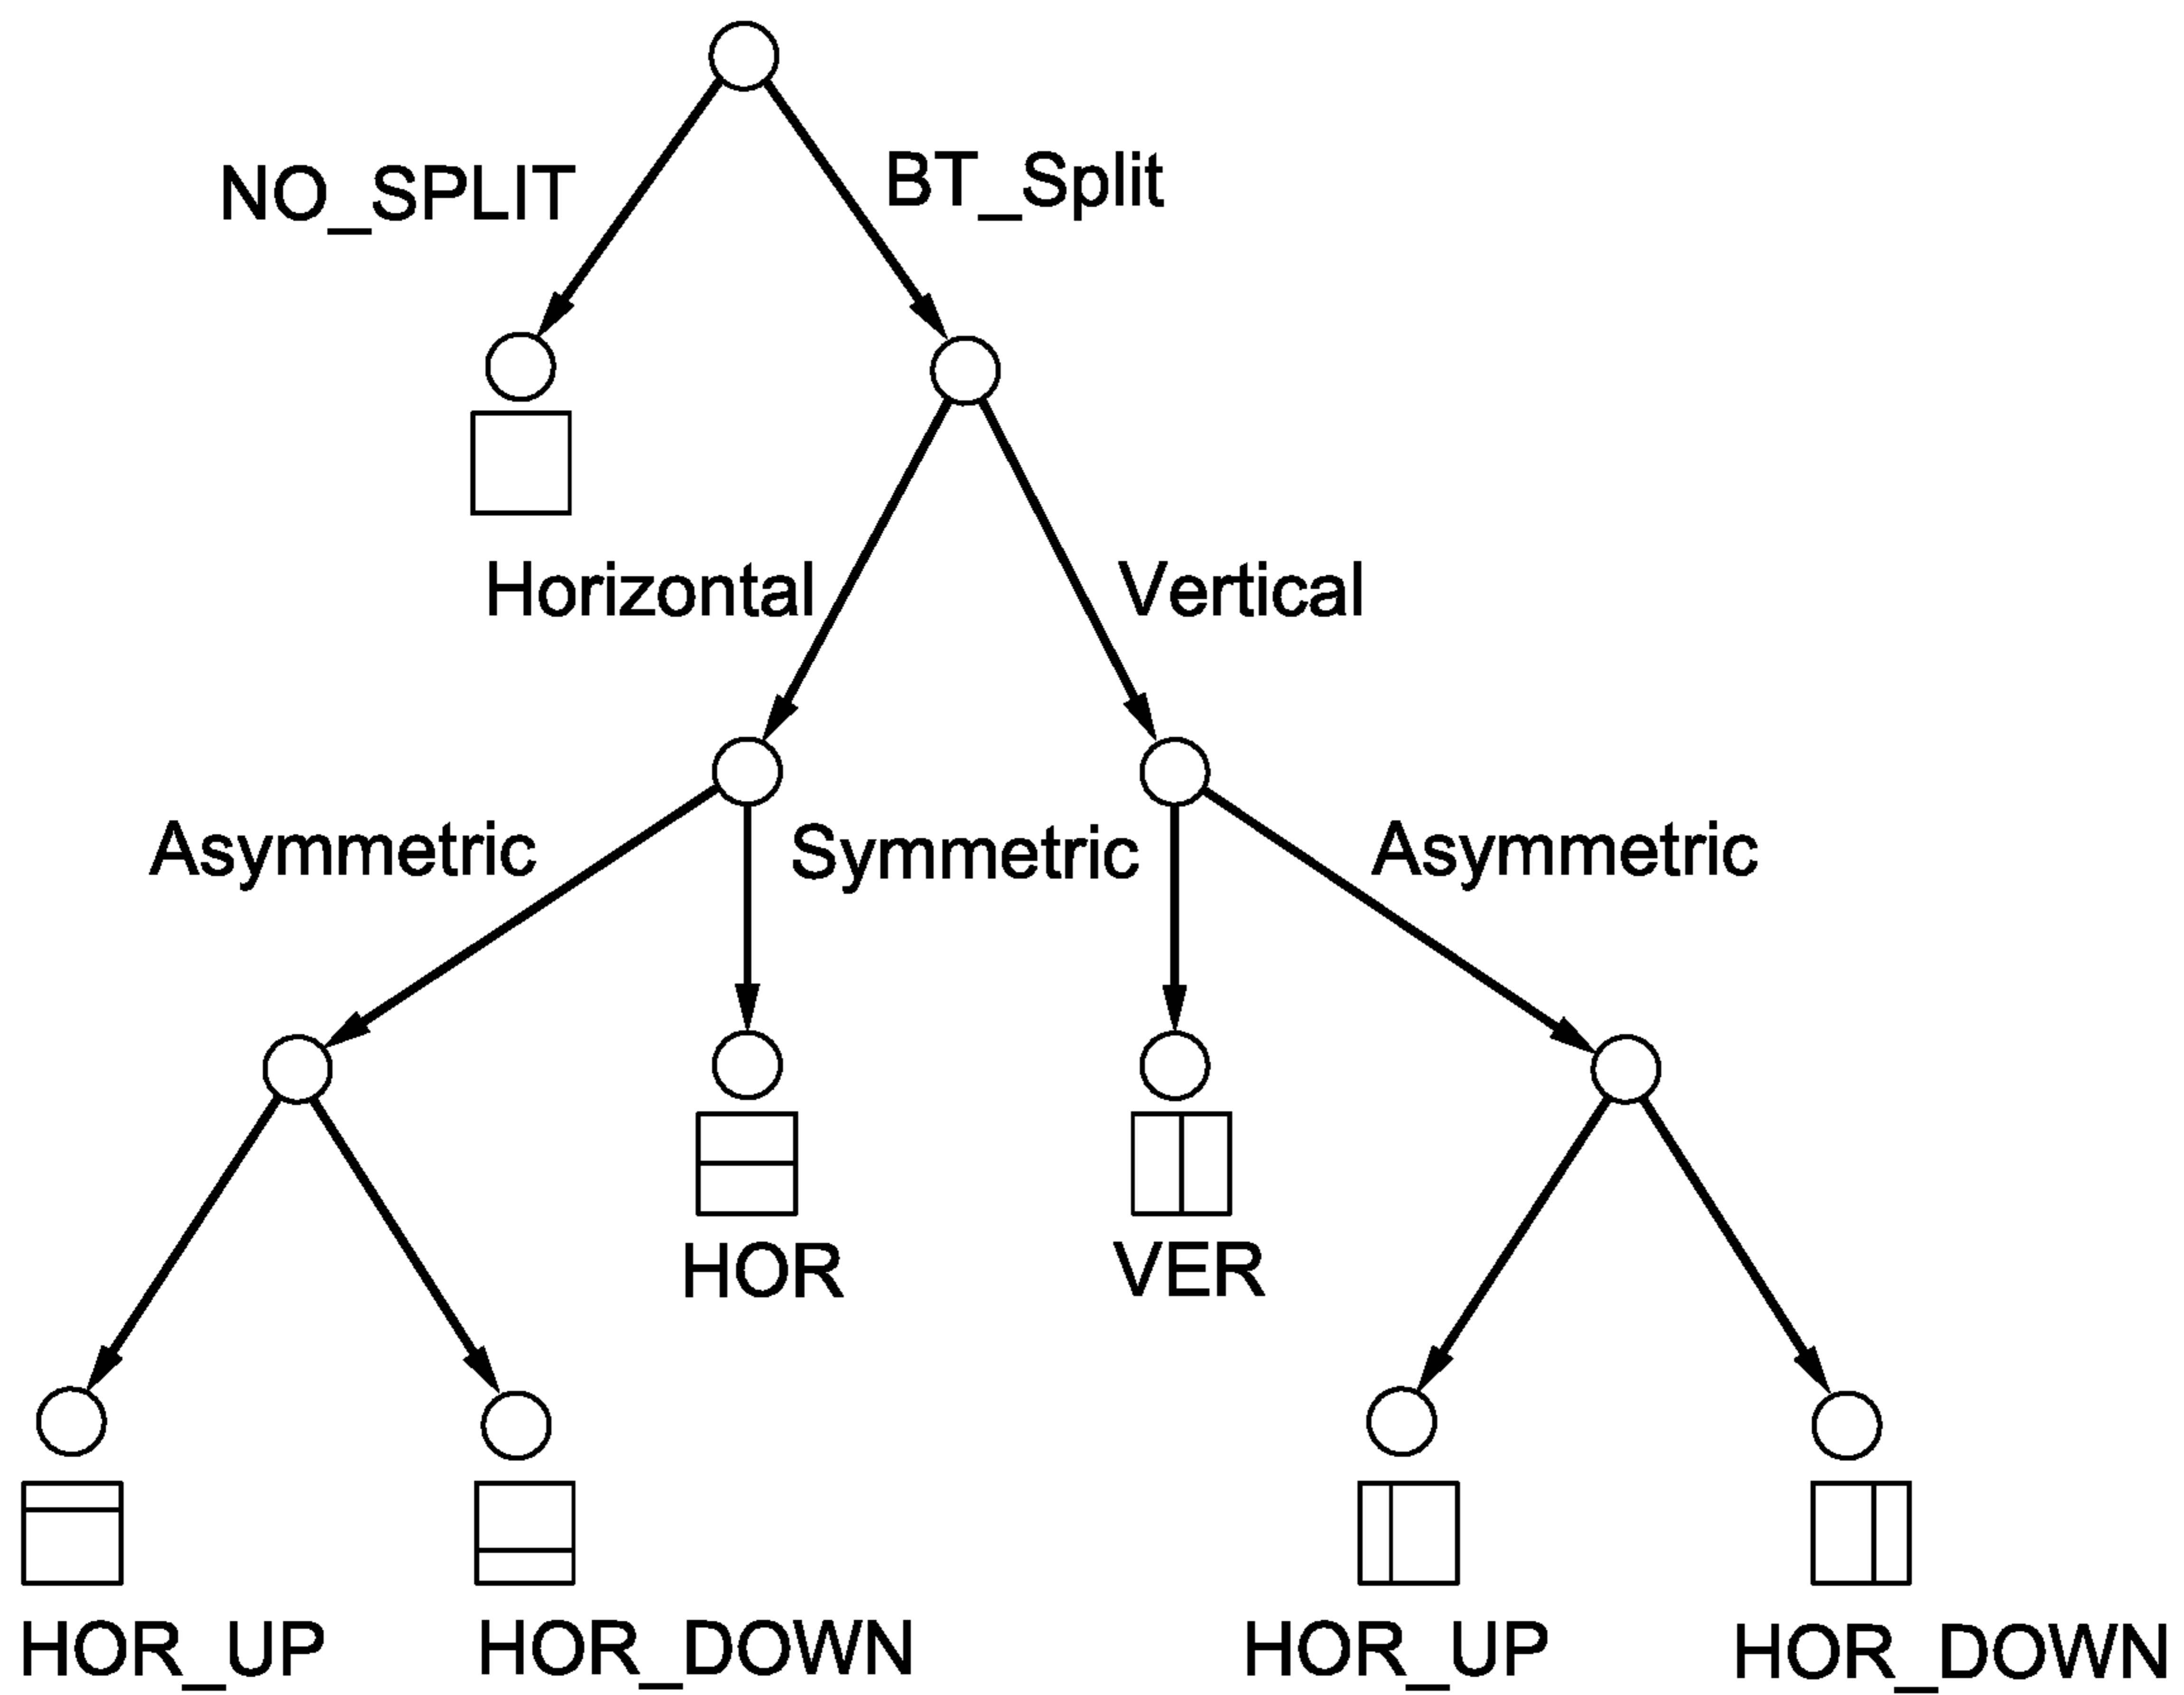 NO_SPLIT
BT_Split
Horizontal
Vertical
Asymmetric
Symmetric
Asymmetric
HOR
VER
HOR_UP
HOR_DOWN
HOR_UP
HOR_DOWN